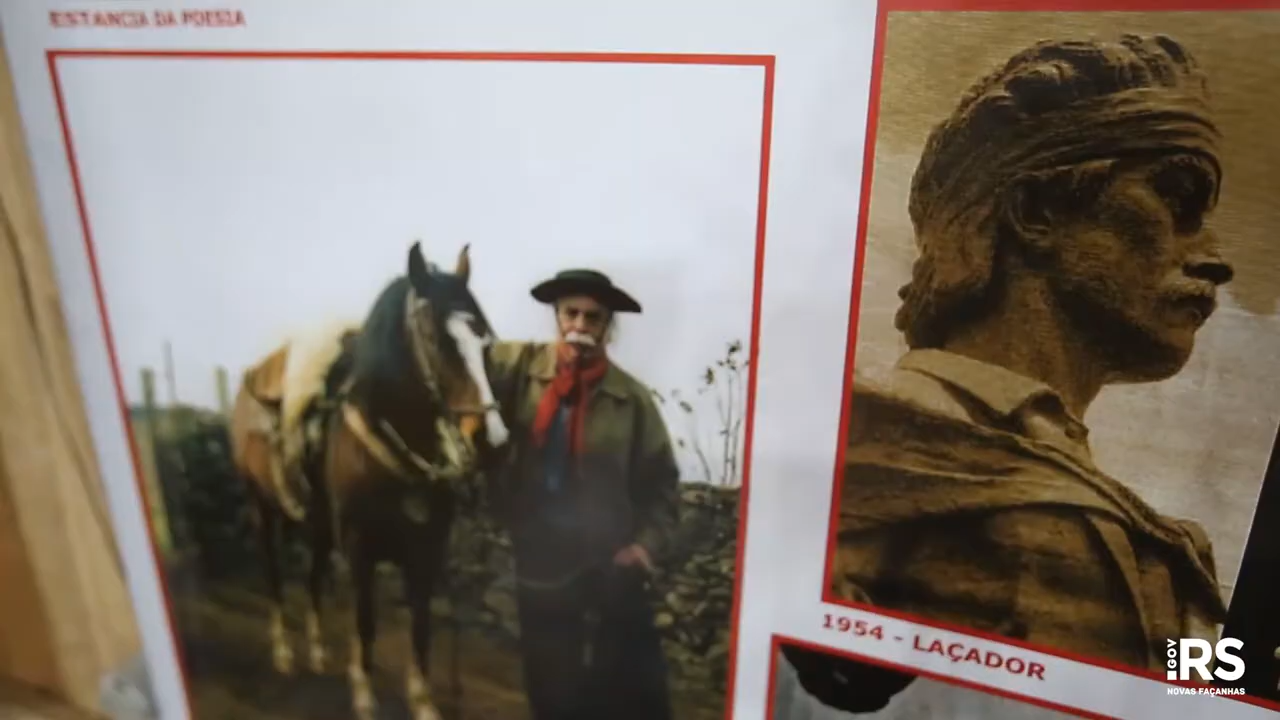 ESTANCIA DA POESIA
1954 - LAÇADOR
.GOV
RS
NOVAS FAÇANHAS